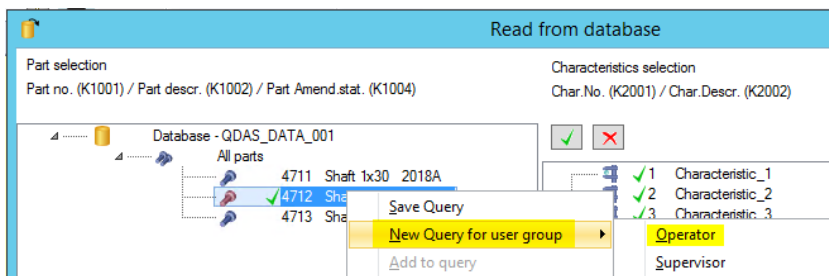 Read from database
Part selection
Part no. (K1001) / Part descr. (K1002) / Part Amend.stat. (K1004)
Characteristics selection
Char.No. (K2001) / Char.Descr. (K2002)
Database - QDAS_DATA_001
All parts
4711 Shaft 1x30 2018A
4712 Sha
4713 Sha
1 Characteristic_1
2 Characteristic_2
3 Characteristic_3
Save Query
New Query for user group
Add to query
Operator
Supervisor